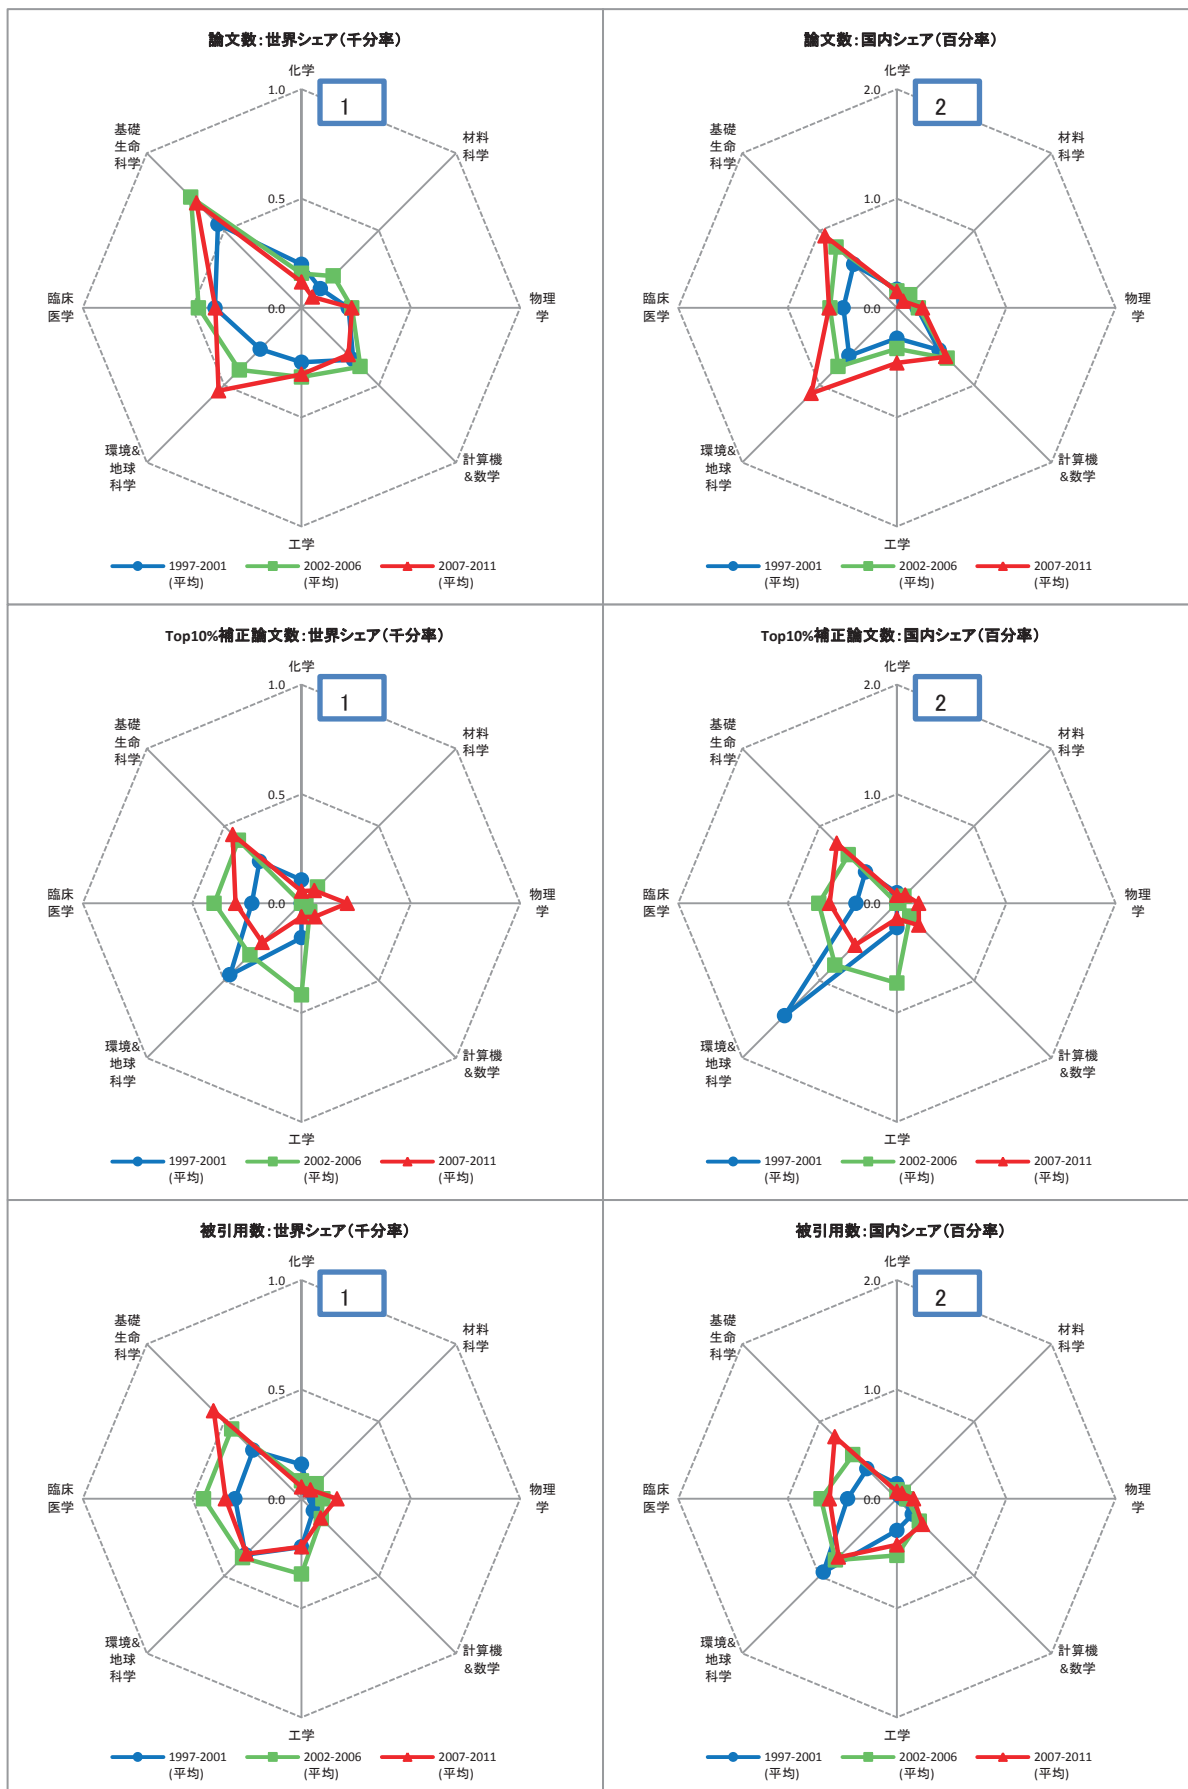 論文数：世界シェア（千分率）
化学
1.0
1
基礎
生命
科学
材料
科学
0.5
臨床
医学
0.0
物理
学
環境&
地球
科学
計算機
&数学
工学
1997-2001
(平均)
2002-2006
(平均)
2007-2011
(平均)
論文数：国内シェア（百分率）
化学
2.0
2
基礎
生命
科学
材料
科学
1.0
臨床
医学
0.0
物理
学
環境&
地球
科学
計算機
&数学
工学
1997-2001
(平均)
2002-2006
(平均)
2007-2011
(平均)
Top10%補正論文数：世界シェア（千分率）
化学
1.0
1
基礎
生命
科学
材料
科学
0.5
臨床
医学
0.0
物理
学
環境&
地球
科学
計算機
&数学
工学
1997-2001
(平均)
2002-2006
(平均)
2007-2011
(平均)
Top10%補正論文数：国内シェア（百分率）
化学
2.0
2
基礎
生命
科学
材料
科学
1.0
臨床
医学
0.0
物理
学
環境&
地球
科学
計算機
&数学
工学
1997-2001
(平均)
2002-2006
(平均)
2007-2011
(平均)
被引用数：世界シェア（千分率）
化学
1.0
1
基礎
生命
科学
材料
科学
0.5
臨床
医学
0.0
物理
学
環境&
地球
科学
計算機
&数学
工学
1997-2001
(平均)
2002-2006
(平均)
2007-2011
(平均)
被引用数：国内シェア（百分率）
化学
2.0
2
基礎
生命
科学
材料
科学
1.0
臨床
医学
0.0
物理
学
環境&
地球
科学
計算機
&数学
工学
1997-2001
(平均)
2002-2006
(平均)
2007-2011
(平均)